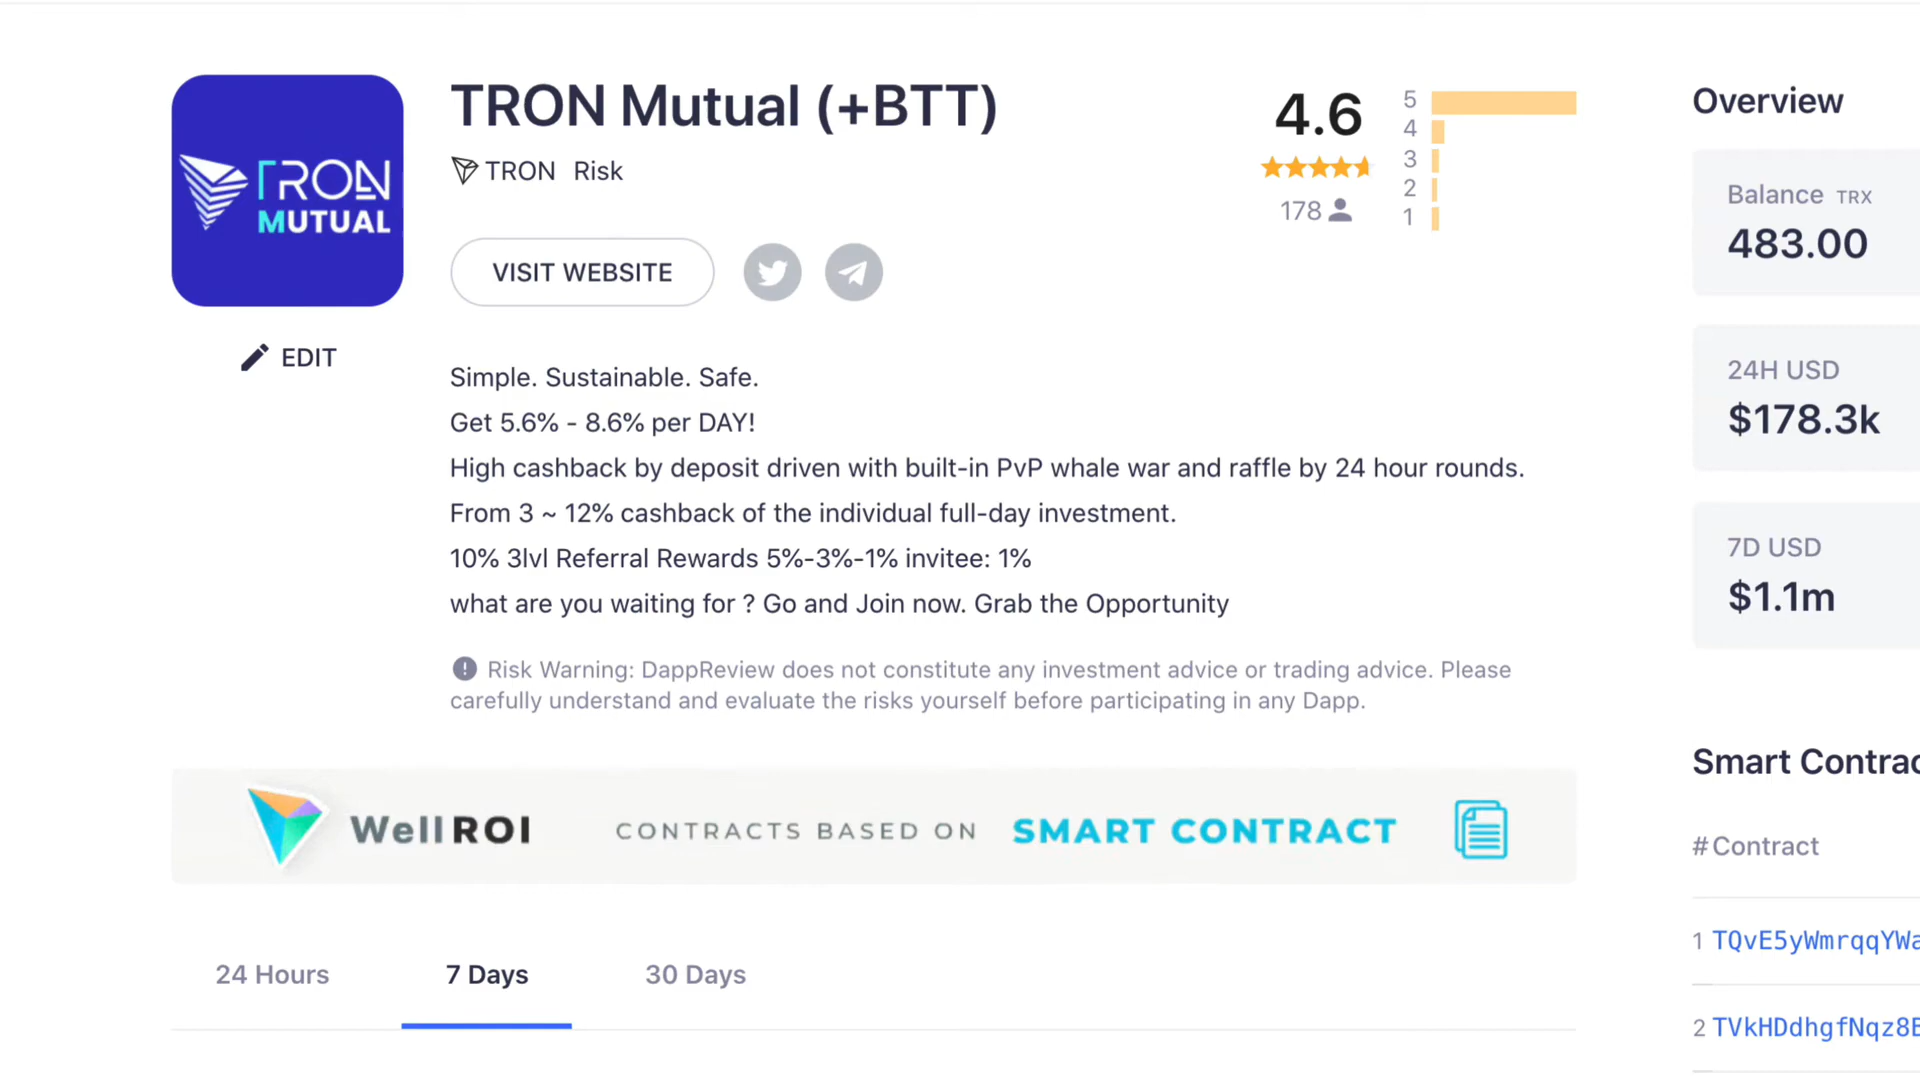 TRON
MUTUAL
EDIT
TRON Mutual (+BTT)
TRON Risk
VISIT WEBSITE
4.6
178
5
4
3
2
1
Simple. Sustainable. Safe.
Get 5.6% - 8.6% per DAY!
High cashback by deposit driven with built-in PvP whale war and raffle by 24 hour rounds.
From 3 ~ 12% cashback of the individual full-day investment.
10% 3lvl Referral Rewards 5%-3%-1% invitee: 1%
what are you waiting for ? Go and Join now. Grab the Opportunity
Risk Warning: DappReview does not constitute any investment advice or trading advice. Please
carefully understand and evaluate the risks yourself before participating in any Dapp.
WellROI CONTRACTS BASED ON SMART CONTRACT
24 Hours 7 Days 30 Days
Overview
Balance TRX
483.00
24H USD
$178.3k
7D USD
$1.1m
Smart Contrac
# Contract
1 TQvE5yWmrqqYWa
2 TVkHDdhgfNqz8E